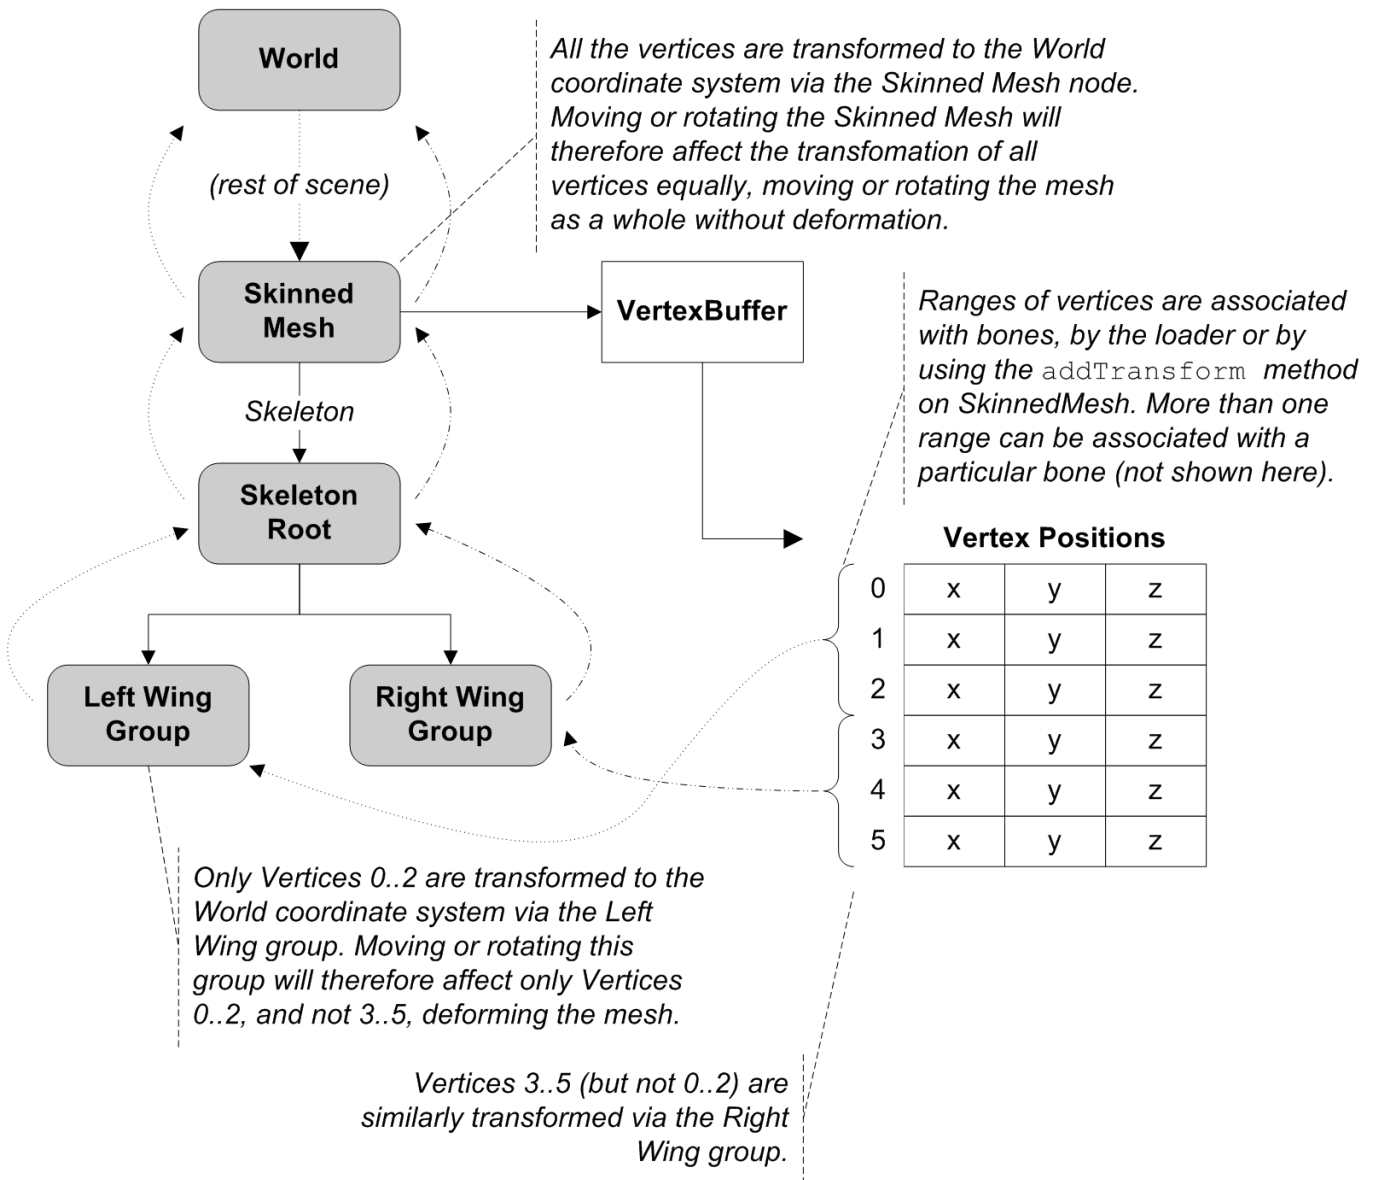 World
All the vertices are transformed to the World
coordinate system via the Skinned Mesh node.
Moving or rotating the Skinned Mesh will
therefore affect the transfomation of all
vertices equally, moving or rotating the mesh
as a whole without deformation.
(rest of scene)
Skinned
Mesh
VertexBuffer
Ranges of vertices are associated
with bones, by the loader or by
using the addTransform method
on SkinnedMesh. More than one
range can be associated with a
particular bone (not shown here).
Skeleton
Skeleton
Root
Left Wing
Group
Right Wing
Group
Vertex Positions
0 x y z
1 x y z
2 x y z
3 x y z
4 x y z
5 x y z
Only Vertices 0..2 are transformed to the
World coordinate system via the Left
Wing group. Moving or rotating this
group will therefore affect only Vertices
0..2, and not 3..5, deforming the mesh.
Vertices 3..5 (but not 0..2) are
similarly transformed via the Right
Wing group.